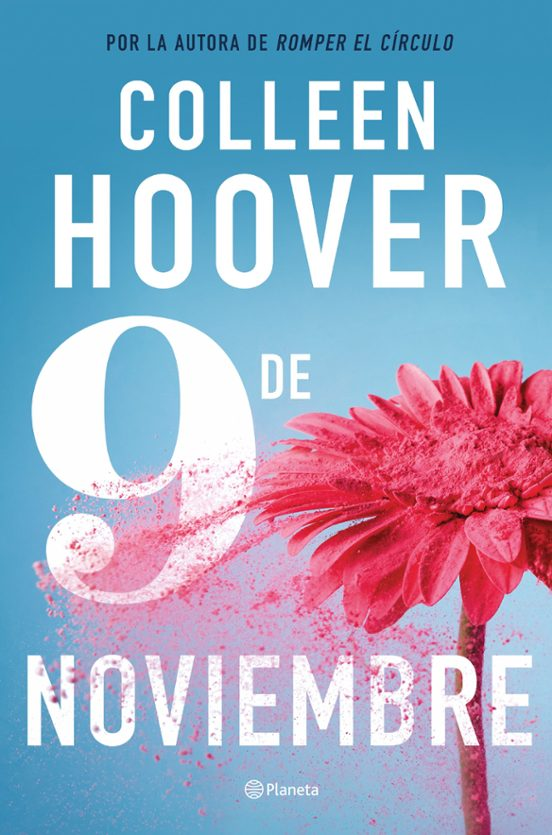 POR LA AUTORA DE ROMPER EL CÍRCULO
COLLEEN
HOOVER
9 DE
NOVIEMBRE
Planeta